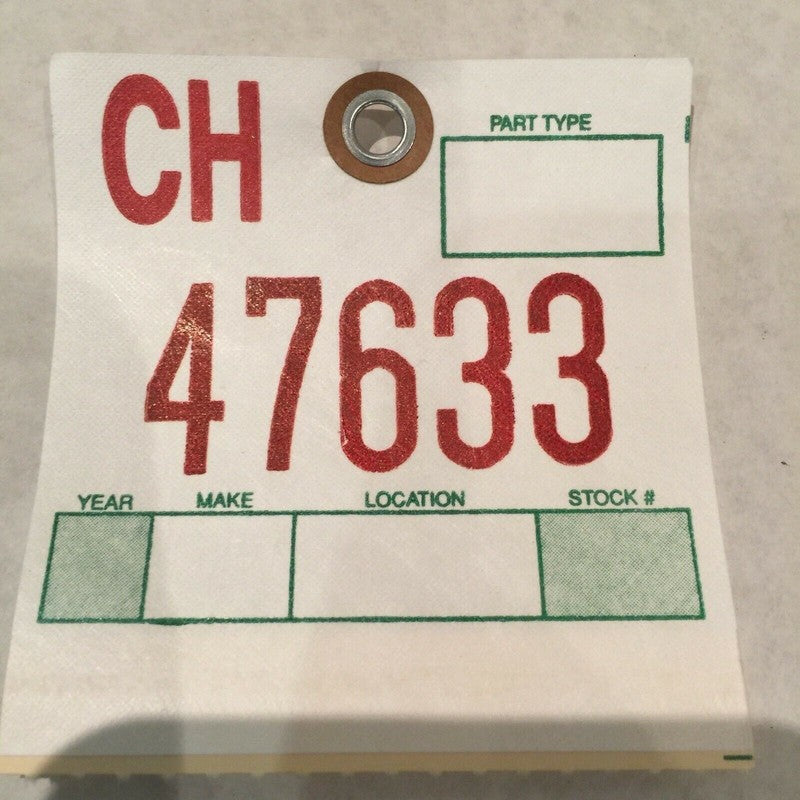 CH
PART TYPE
47633
YEAR MAKE LOCATION STOCK #